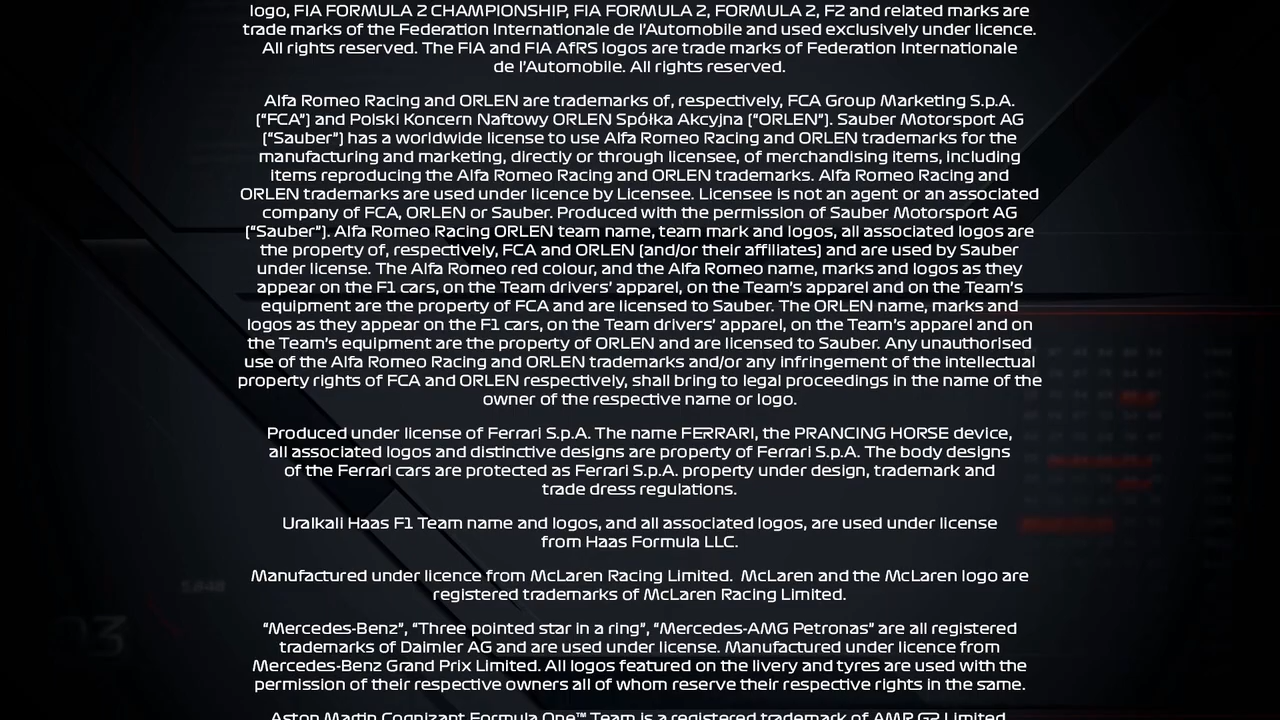 logo, FIA FORMULA 2 CHAMPIONSHIP, FIA FORMULA 2, FORMULA 2, F2 and related marks are
trade marks of the Federation Internationale de l'Automobile and used exclusively under licence.
All rights reserved. The FIA and FIA AfRS logos are trade marks of Federation Internationale
de l'Automobile. All rights reserved.
Alfa Romeo Racing and ORLEN are trademarks of, respectively, FCA Group Marketing S.p.A.
("FCA") and Polski Koncern Naftowy ORLEN Spółka Akcyjna ("ORLEN"). Sauber Motorsport AG
("Sauber") has a worldwide license to use Alfa Romeo Racing and ORLEN trademarks for the
manufacturing and marketing, directly or through licensee, of merchandising items, including
items reproducing the Alfa Romeo Racing and ORLEN trademarks. Alfa Romeo Racing and
ORLEN trademarks are used under licence by Licensee. Licensee is not an agent or an associated
company of FCA, ORLEN or Sauber. Produced with the permission of Sauber Motorsport AG
("Sauber"). Alfa Romeo Racing ORLEN team name, team mark and logos, all associated logos are
the property of, respectively, FCA and ORLEN (and/or their affiliates) and are used by Sauber
under license. The Alfa Romeo red colour, and the Alfa Romeo name, marks and logos as they
appear on the F1 cars, on the Team drivers' apparel, on the Team's apparel and on the Team's
equipment are the property of FCA and are licensed to Sauber. The ORLEN name, marks and
logos as they appear on the F1 cars, on the Team drivers' apparel, on the Team's apparel and on
the Team's equipment are the property of ORLEN and are licensed to Sauber. Any unauthorised
use of the Alfa Romeo Racing and ORLEN trademarks and/or any infringement of the intellectual
property rights of FCA and ORLEN respectively, shall bring to legal proceedings in the name of the
owner of the respective name or logo.
Produced under license of Ferrari S.p.A. The name FERRARI, the PRANCING HORSE device,
all associated logos and distinctive designs are property of Ferrari S.p.A. The body designs
of the Ferrari cars are protected as Ferrari S.p.A. property under design, trademark and
trade dress regulations.
Uralkali Haas F1 Team name and logos, and all associated logos, are used under license
from Haas Formula LLC.
Manufactured under licence from McLaren Racing Limited. McLaren and the McLaren logo are
registered trademarks of McLaren Racing Limited.
"Mercedes-Benz", "Three pointed star in a ring", "Mercedes-AMG Petronas" are all registered
trademarks of Daimler AG and are used under license. Manufactured under licence from
Mercedes-Benz Grand Prix Limited. All logos featured on the livery and tyres are used with the
permission of their respective owners all of whom reserve their respective rights in the same.
Aston Martin Cognizant Formula One™ Team is a registered trademark of AMR GP Limited.
5.848
03